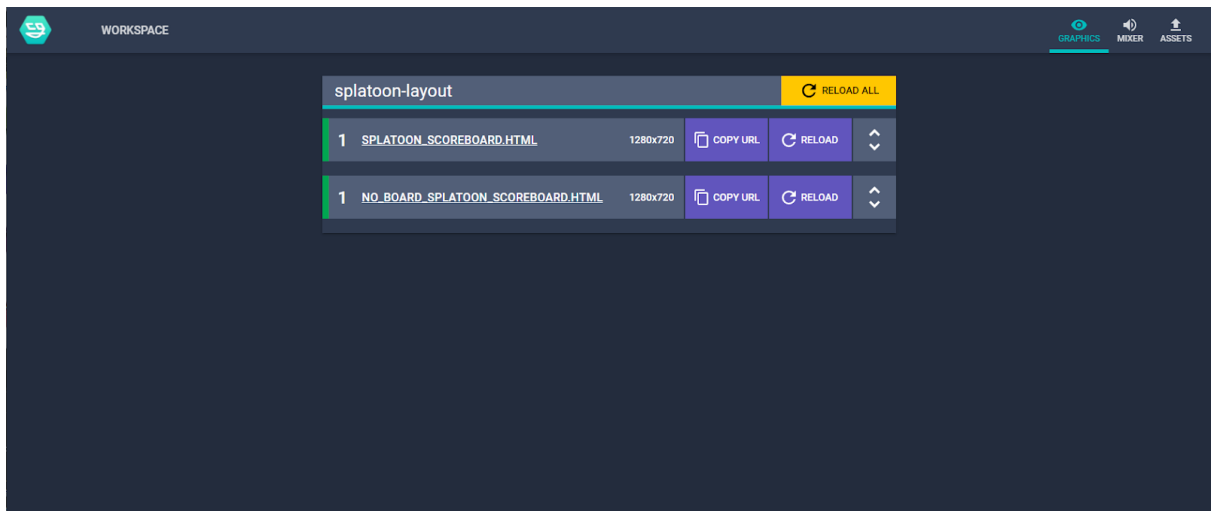 WORKSPACE
GRAPHICS
MIXER
ASSETS
splatoon-layout
RELOAD ALL
1 SPLATOON_SCOREBOARD.HTML 1280x720 COPY URL RELOAD
1 NO_BOARD_SPLATOON_SCOREBOARD.HTML 1280x720 COPY URL RELOAD